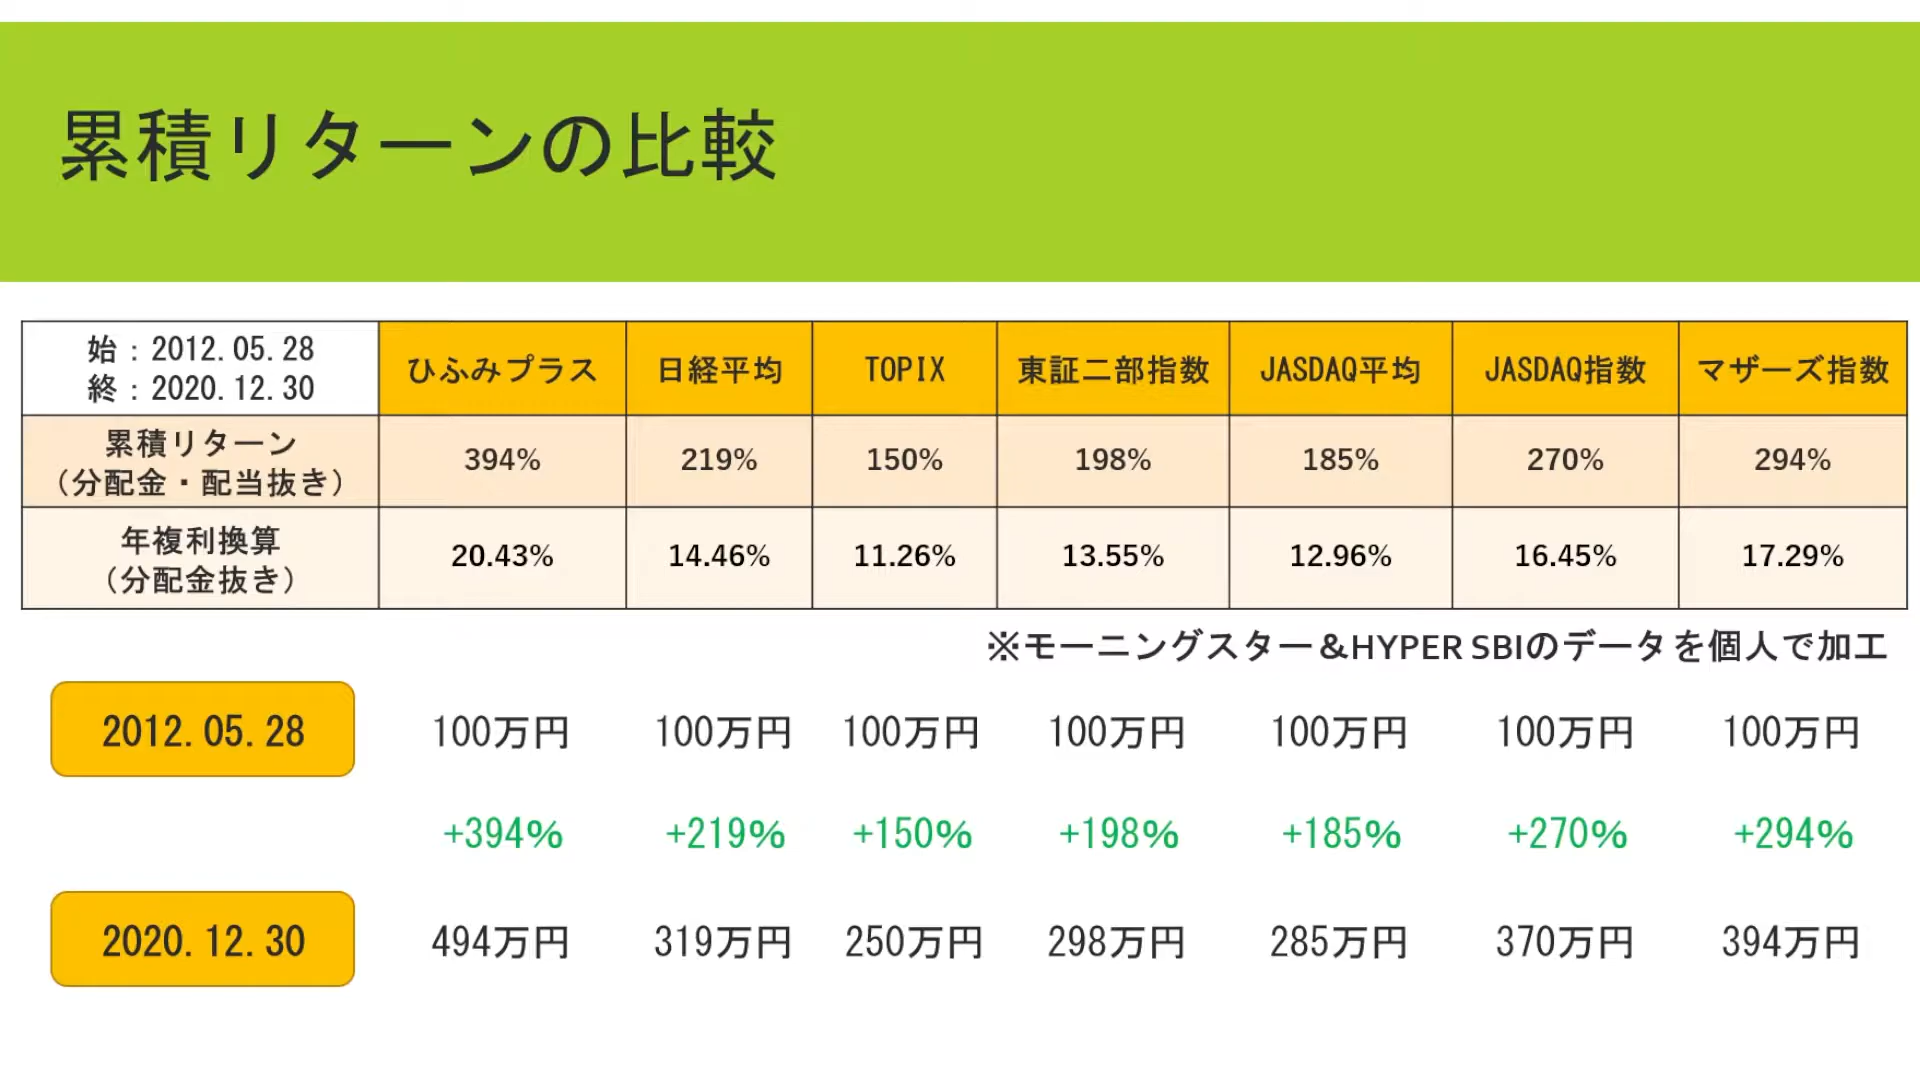 累積リターンの比較
始：2012.05.28
終：2020.12.30
ひふみプラス 日経平均 TOPIX 東証二部指数 JASDAQ平均 JASDAQ指数 マザーズ指数
累積リターン
（分配金・配当抜き）
394% 219% 150% 198% 185% 270% 294%
年複利換算
（分配金抜き）
20.43% 14.46% 11.26% 13.55% 12.96% 16.45% 17.29%
※モーニングスター＆HYPER SBIのデータを個人で加工
2012.05.28 100万円 100万円 100万円 100万円 100万円 100万円 100万円
+394% +219% +150% +198% +185% +270% +294%
2020.12.30 494万円 319万円 250万円 298万円 285万円 370万円 394万円